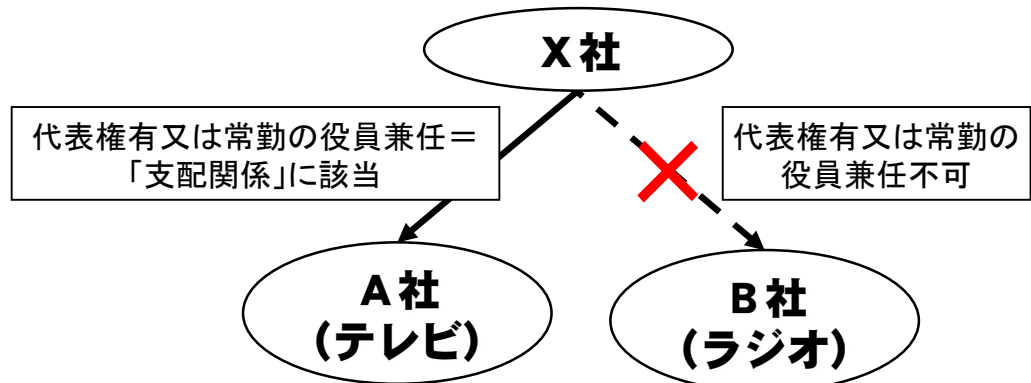 X社
代表権有又は常勤の役員兼任＝
「支配関係」に該当
代表権有又は常勤の
役員兼任不可
A社
(テレビ)
B社
(ラジオ)